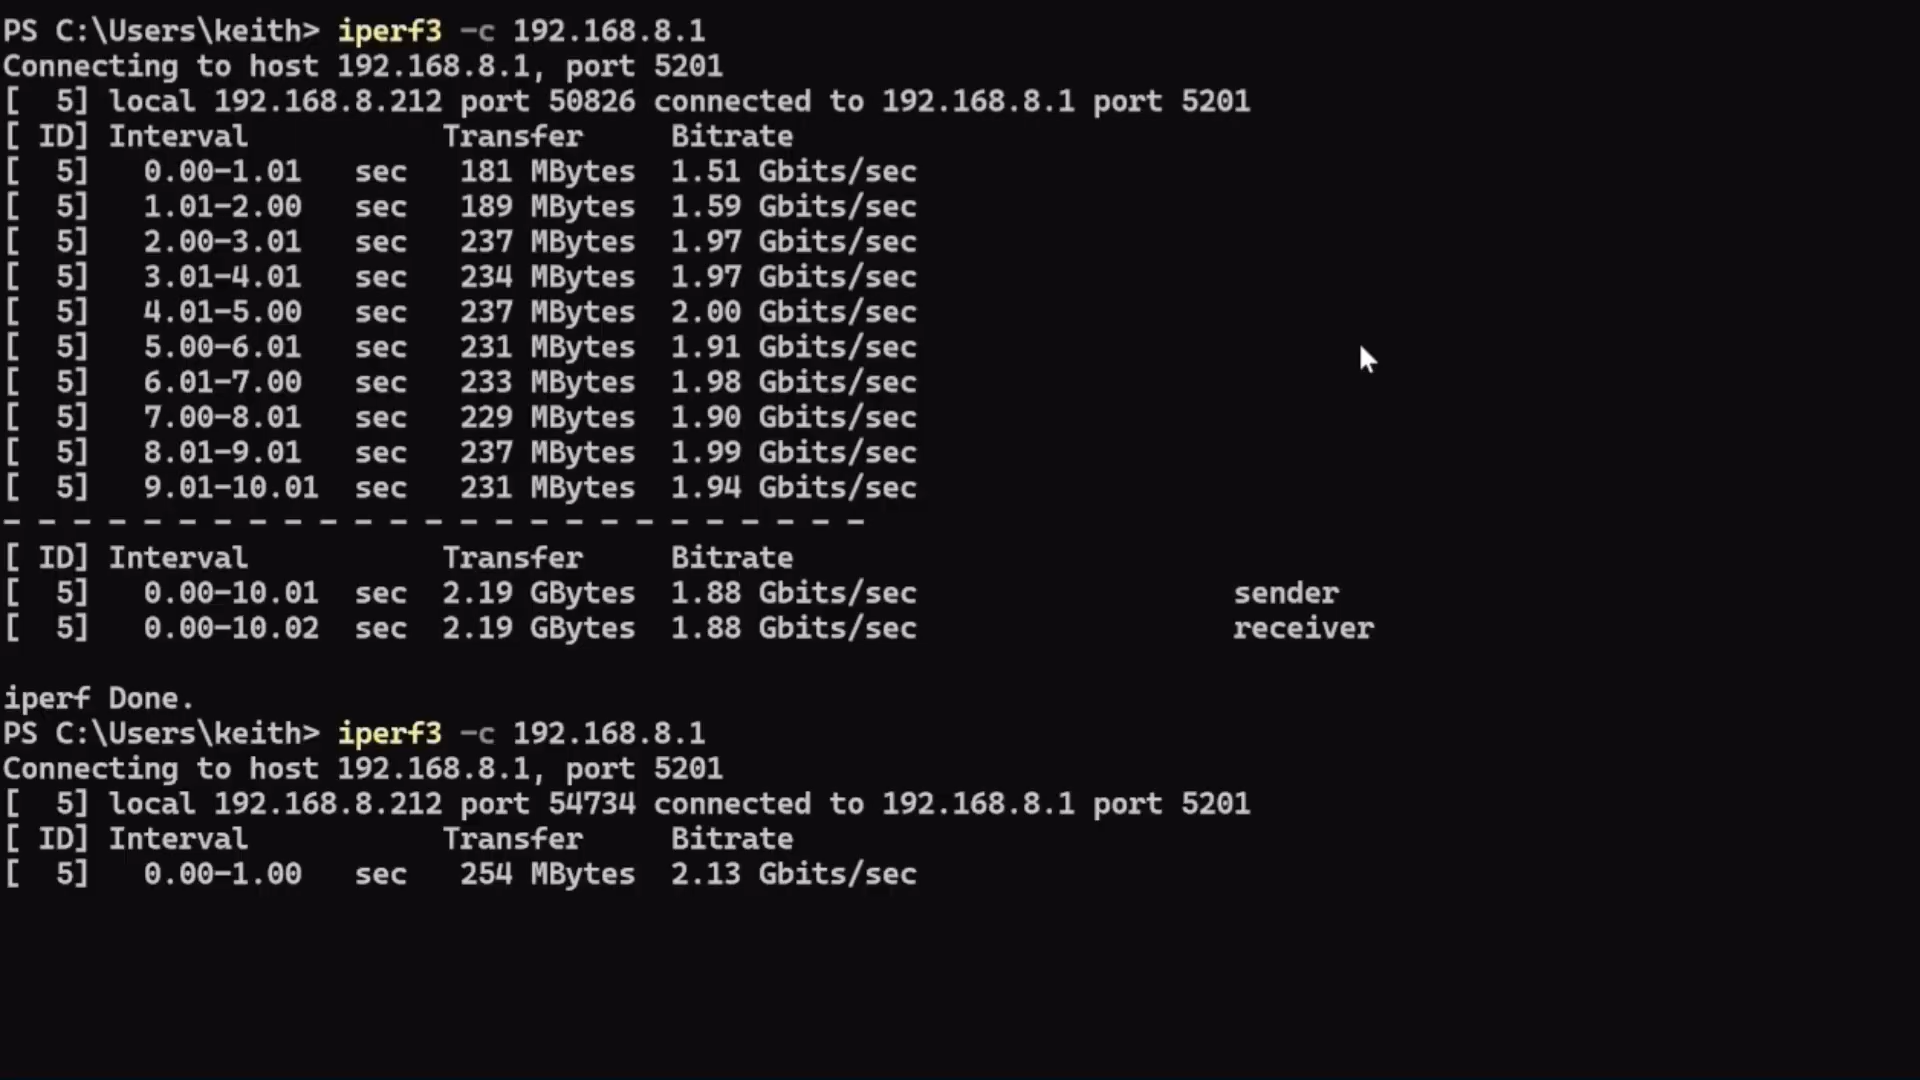 PS C:\Users\keith> iperf3 -c 192.168.8.1
Connecting to host 192.168.8.1, port 5201
[  5] local 192.168.8.212 port 50826 connected to 192.168.8.1 port 5201
[ ID] Interval           Transfer     Bitrate
[  5]   0.00-1.01   sec   181 MBytes  1.51 Gbits/sec
[  5]   1.01-2.00   sec   189 MBytes  1.59 Gbits/sec
[  5]   2.00-3.01   sec   237 MBytes  1.97 Gbits/sec
[  5]   3.01-4.01   sec   234 MBytes  1.97 Gbits/sec
[  5]   4.01-5.00   sec   237 MBytes  2.00 Gbits/sec
[  5]   5.00-6.01   sec   231 MBytes  1.91 Gbits/sec
[  5]   6.01-7.00   sec   233 MBytes  1.98 Gbits/sec
[  5]   7.00-8.01   sec   229 MBytes  1.90 Gbits/sec
[  5]   8.01-9.01   sec   237 MBytes  1.99 Gbits/sec
[  5]   9.01-10.01  sec   231 MBytes  1.94 Gbits/sec
- - - - - - - - - - - - - - - - - - - - - - - - -
[ ID] Interval           Transfer     Bitrate
[  5]   0.00-10.01  sec  2.19 GBytes  1.88 Gbits/sec                  sender
[  5]   0.00-10.02  sec  2.19 GBytes  1.88 Gbits/sec                  receiver
iperf Done.
PS C:\Users\keith> iperf3 -c 192.168.8.1
Connecting to host 192.168.8.1, port 5201
[  5] local 192.168.8.212 port 54734 connected to 192.168.8.1 port 5201
[ ID] Interval           Transfer     Bitrate
[  5]   0.00-1.00   sec   254 MBytes  2.13 Gbits/sec